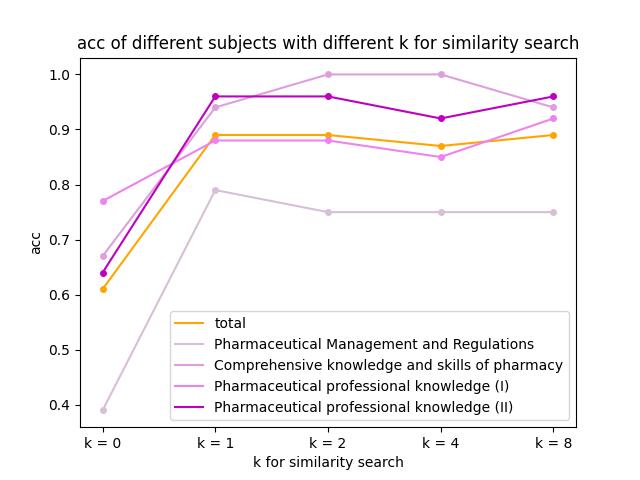 acc of different subjects with different k for similarity search
1.0
0.9
0.8
0.7
0.6
0.5
0.4
acc
total
Pharmaceutical Management and Regulations
Comprehensive knowledge and skills of pharmacy
Pharmaceutical professional knowledge (I)
Pharmaceutical professional knowledge (II)
k = 0
k = 1
k = 2
k = 4
k = 8
k for similarity search